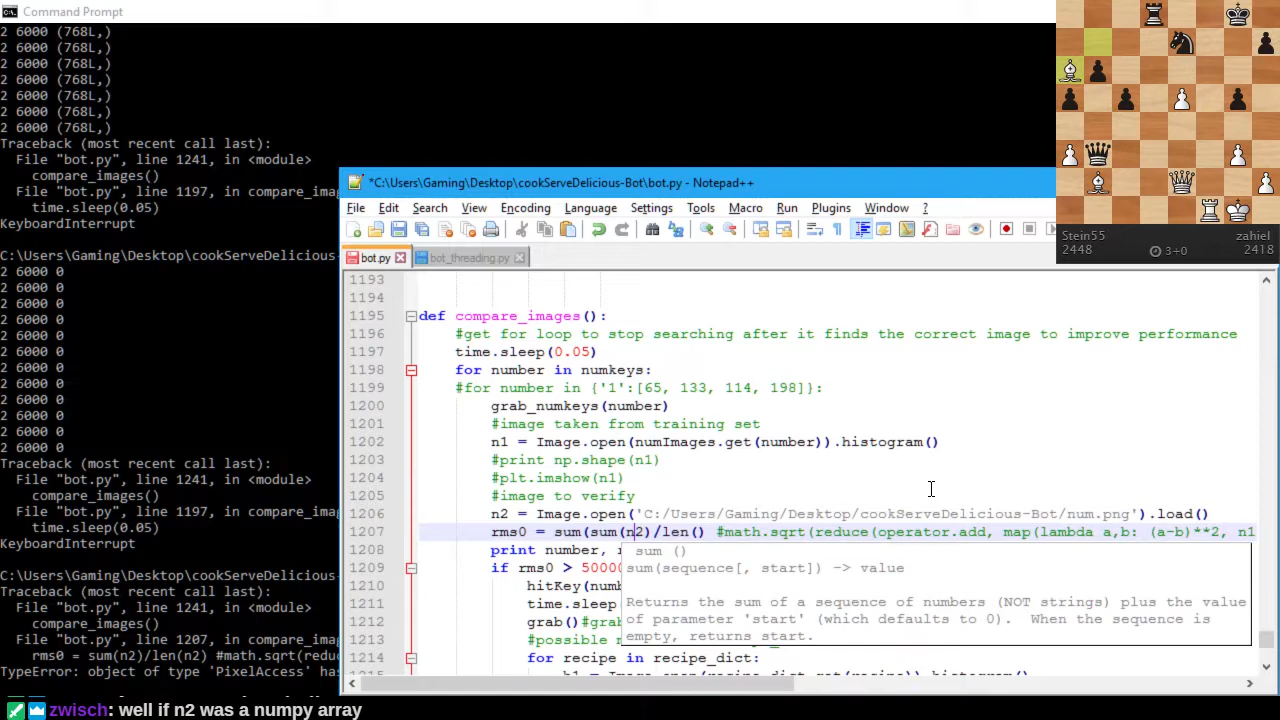 Command Prompt
2 6000 (768L,)
2 6000 (768L,)
2 6000 (768L,)
2 6000 (768L,)
2 6000 (768L,)
2 6000 (768L,)
2 6000 (768L,)
Traceback (most recent call last):
File "bot.py", line 1241, in <module>
compare_images()
File "bot.py", line 1197, in compare_ima
time.sleep(0.05)
KeyboardInterrupt
C:\Users\Gaming\Desktop\cookServeDelicious-
2 6000 0
2 6000 0
2 6000 0
2 6000 0
2 6000 0
2 6000 0
2 6000 0
2 6000 0
2 6000 0
2 6000 0
2 6000 0
2 6000 0
Traceback (most recent call last):
File "bot.py", line 1241, in <module>
compare_images()
File "bot.py", line 1197, in compare_ima
time.sleep(0.05)
KeyboardInterrupt
C:\Users\Gaming\Desktop\cookServeDelicious-
Traceback (most recent call last):
File "bot.py", line 1241, in <module>
compare_images()
File "bot.py", line 1207, in compare_ima
rms0 = sum(n2)/len(n2) #math.sqrt(reduc
TypeError: object of type 'PixelAccess' has
*C:\Users\Gaming\Desktop\cookServeDelicious-Bot\bot.py - Notepad++
File Edit Search View Encoding Language Settings Tools Macro Run Plugins Window ?
bot.py bot_threading.py
1193
1194
1195 def compare_images():
1196 #get for loop to stop searching after it finds the correct image to improve performance
1197 time.sleep(0.05)
1198 for number in numkeys:
1199 #for number in {'1':[65, 133, 114, 198]}:
1200 grab_numkeys(number)
1201 #image taken from training set
1202 n1 = Image.open(numImages.get(number)).histogram()
1203 #print np.shape(n1)
1204 #plt.imshow(n1)
1205 #image to verify
1206 n2 = Image.open('C:/Users/Gaming/Desktop/cookServeDelicious-Bot/num.png').load()
1207 rms0 = sum(sum(n2)/len() #math.sqrt(reduce(operator.add, map(lambda a,b: (a-b)**2, n1
1208 print number, r
1209 if rms0 > 5000
1210 hitKey(numb
1211 time.sleep
1212 grab()#gra
1213 #possible
1214 for recipe in recipe_dict:
sum ()
sum(sequence[, start]) -> value
Returns the sum of a sequence of numbers (NOT strings) plus the value
of parameter 'start' (which defaults to 0). When the sequence is
empty, returns start.
Stein55
2448
3+0
zahiel
2418
zwisch: well if n2 was a numpy array